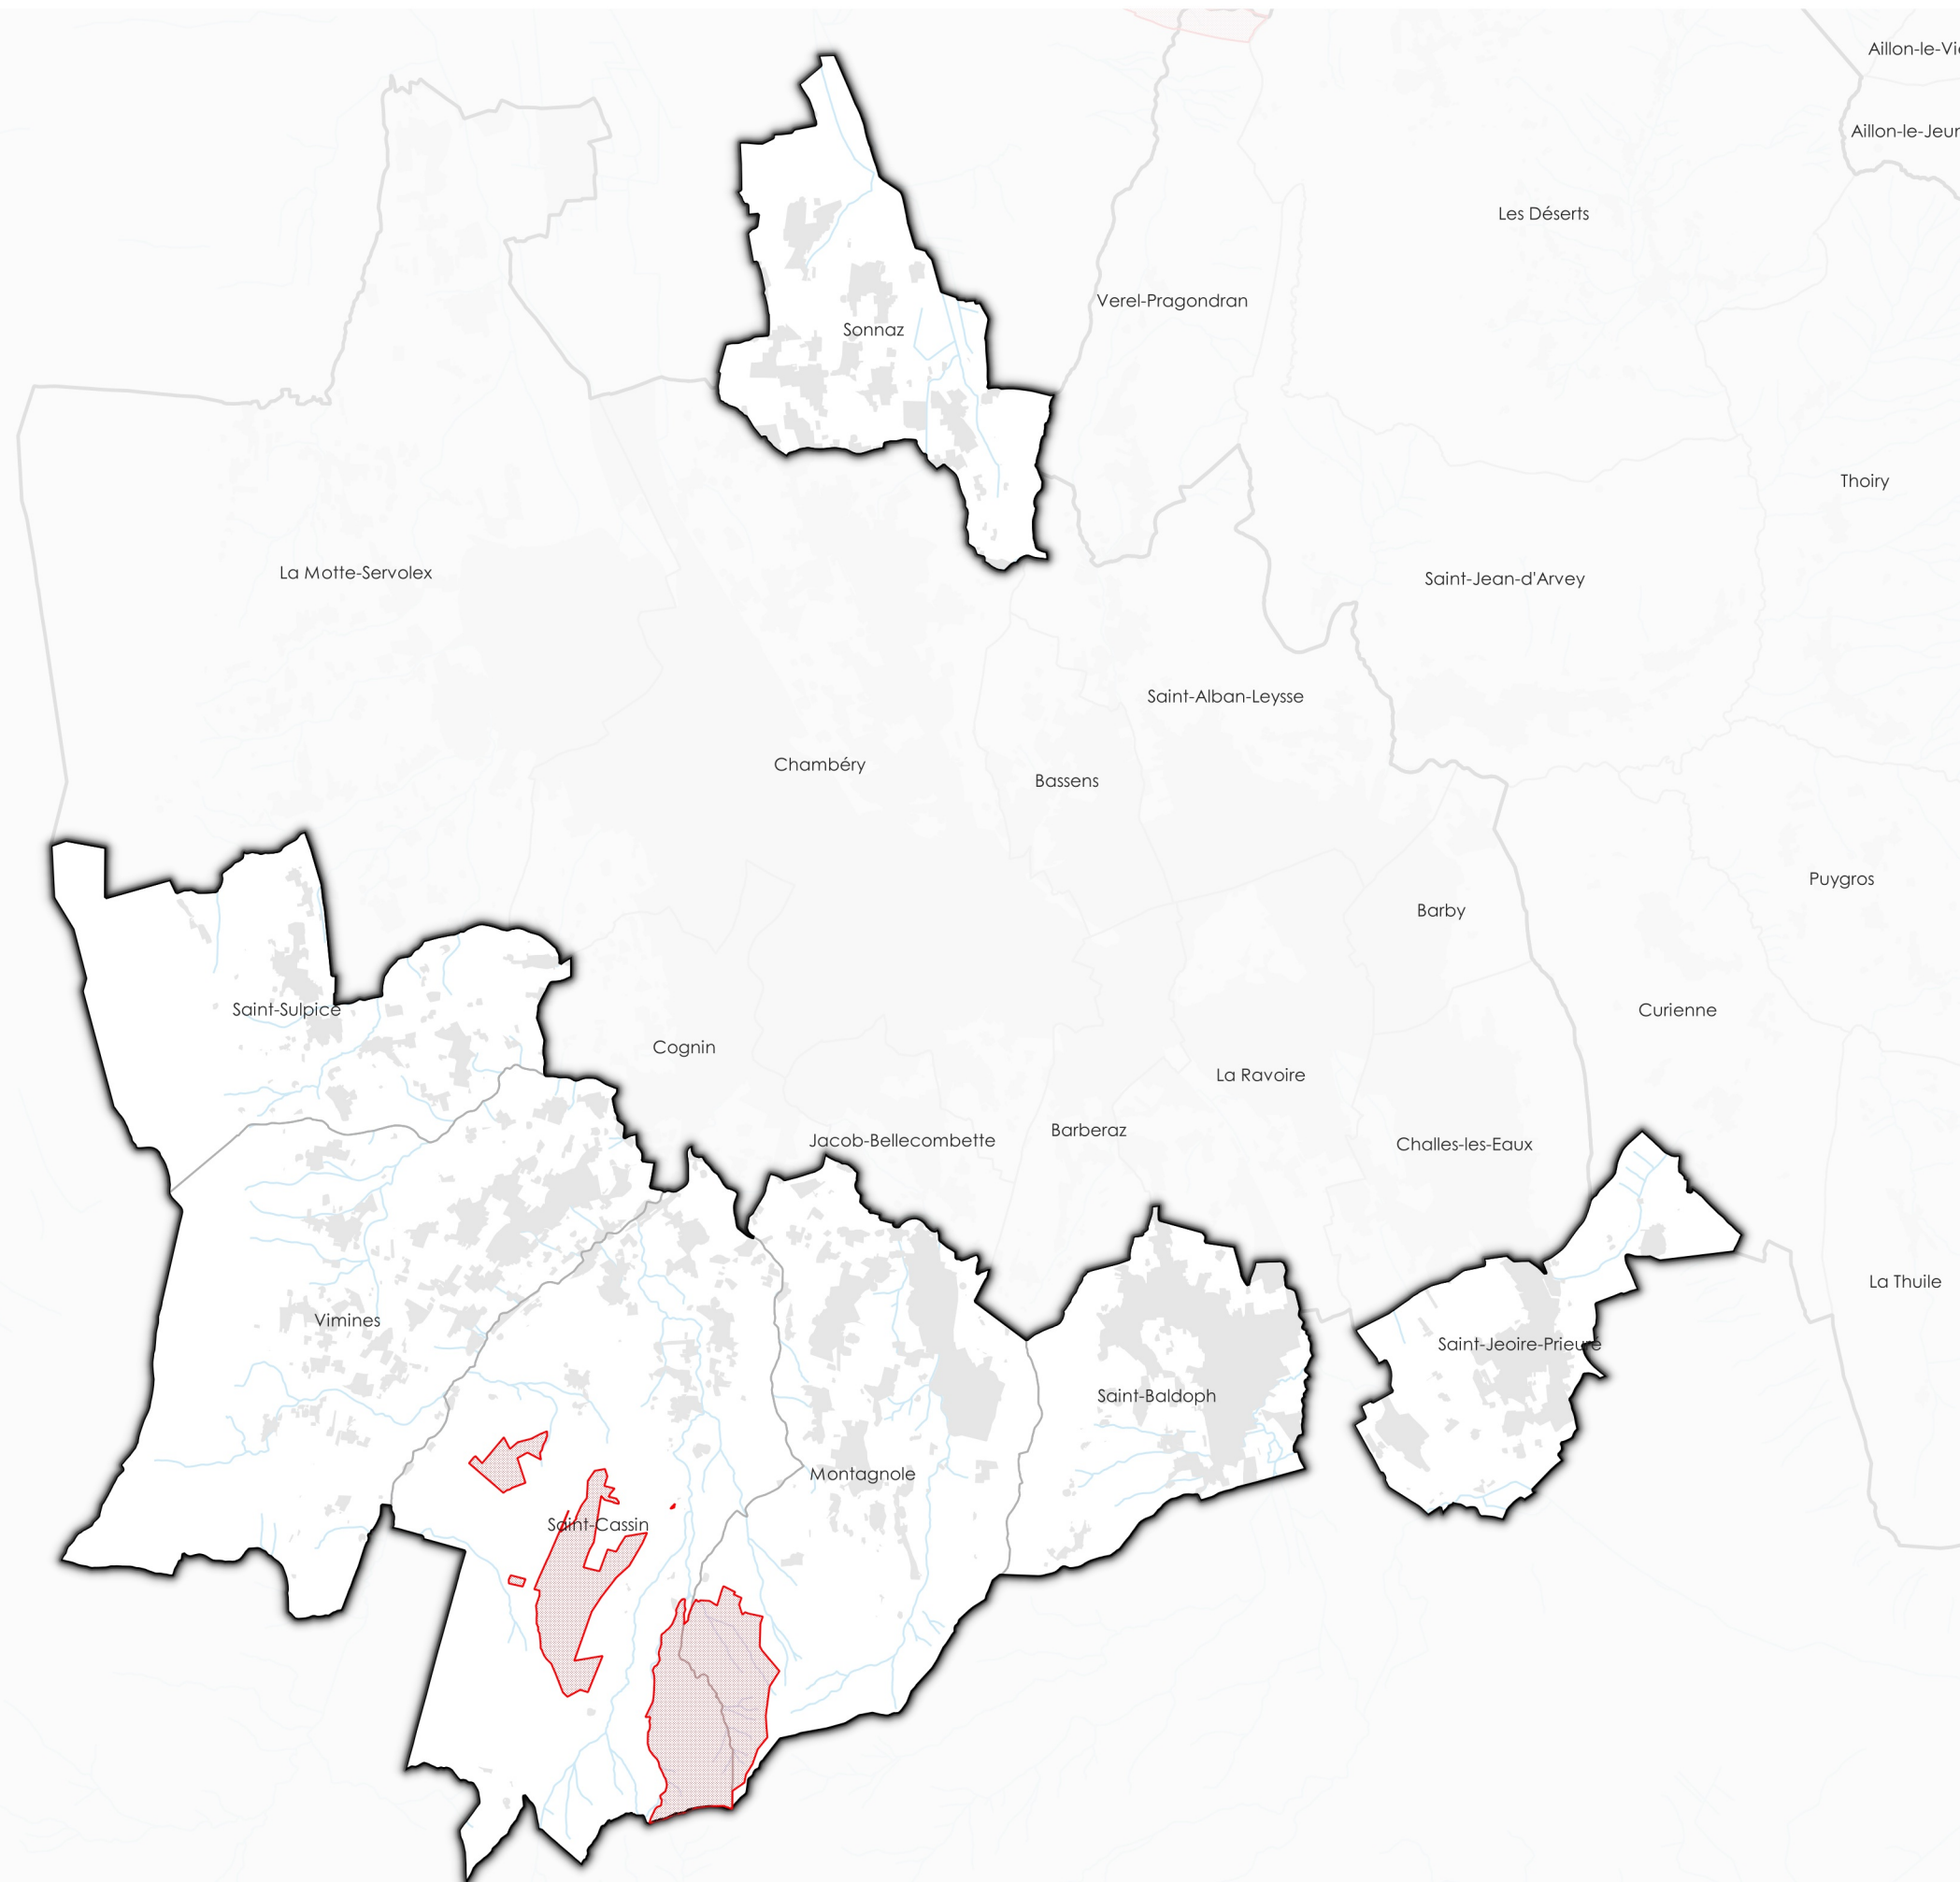 Aillon-le-Vi
Aillon-le-Jeur
Les Déserts
Verel-Pragondran
Sonnaz
Thoiry
La Motte-Servolex
Saint-Jean-d'Arvey
Saint-Alban-Leysse
Chambéry
Bassens
Puygros
Barby
Saint-Sulpice
Curienne
Cognin
La Ravoire
Barberaz
Jacob-Bellecombette
Challes-les-Eaux
La Thuile
Vimines
Saint-Jeoire-Prieuré
Saint-Baldoph
Montagnole
Saint-Cassin